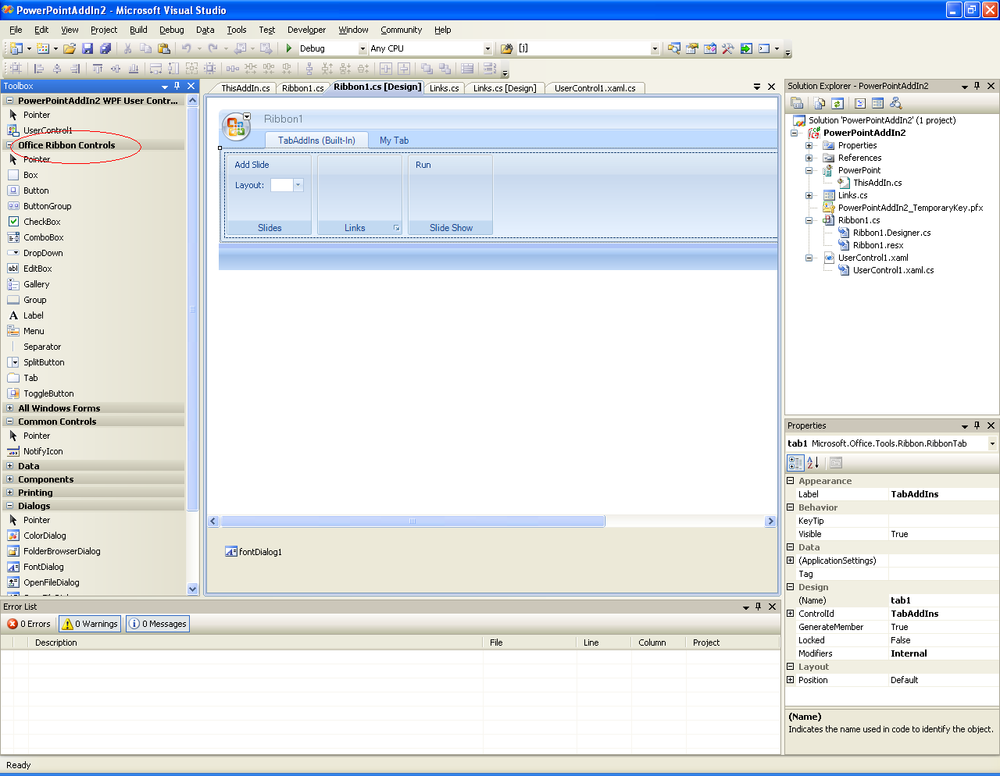 PowerPointAddIn2 - Microsoft Visual Studio
File Edit View Project Build Debug Data Tools Test Developer Window Community Help
Debug Any CPU [j]
Toolbox
PowerPointAddIn2 WPF User Contr...
Pointer
UserControl1
Office Ribbon Controls
Pointer
Box
Button
ButtonGroup
CheckBox
ComboBox
DropDown
EditBox
Gallery
Group
Label
Menu
Separator
SplitButton
Tab
ToggleButton
All Windows Forms
Common Controls
Pointer
NotifyIcon
Data
Components
Printing
Dialogs
Pointer
ColorDialog
FolderBrowserDialog
FontDialog
OpenFileDialog
ThisAddIn.cs Ribbon1.cs Ribbon1.cs [Design] Links.cs Links.cs [Design] UserControl1.xaml.cs
Ribbon1
TabAddIns (Built-In) My Tab
Add Slide
Layout:
Slides
Links
Run
Slide Show
fontDialog1
Solution Explorer - PowerPointAddIn2
Solution 'PowerPointAddIn2' (1 project)
PowerPointAddIn2
Properties
References
PowerPoint
ThisAddIn.cs
Links.cs
PowerPointAddIn2_TemporaryKey.pfx
Ribbon1.cs
Ribbon1.Designer.cs
Ribbon1.resx
UserControl1.xaml
UserControl1.xaml.cs
Properties
tab1 Microsoft.Office.Tools.Ribbon.RibbonTab
Appearance
Label TabAddIns
Behavior
KeyTip
Visible True
Data
(ApplicationSettings)
Tag
Design
(Name) tab1
ControlId TabAddIns
GenerateMember True
Locked False
Modifiers Internal
Layout
Position Default
(Name)
Indicates the name used in code to identify the object.
Error List
0 Errors 0 Warnings 0 Messages
Description File Line Column Project
Ready